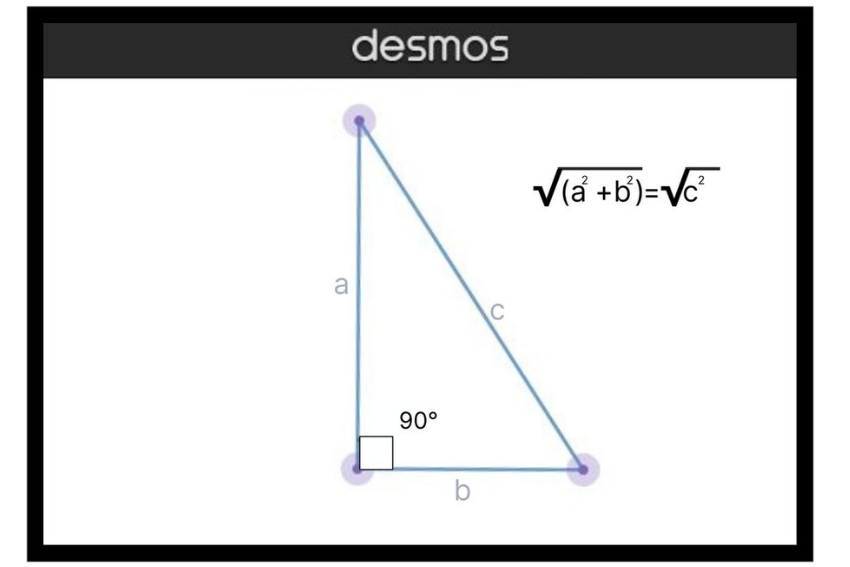 desmos
√(a²+b²)=√c²
a
c
90°
b